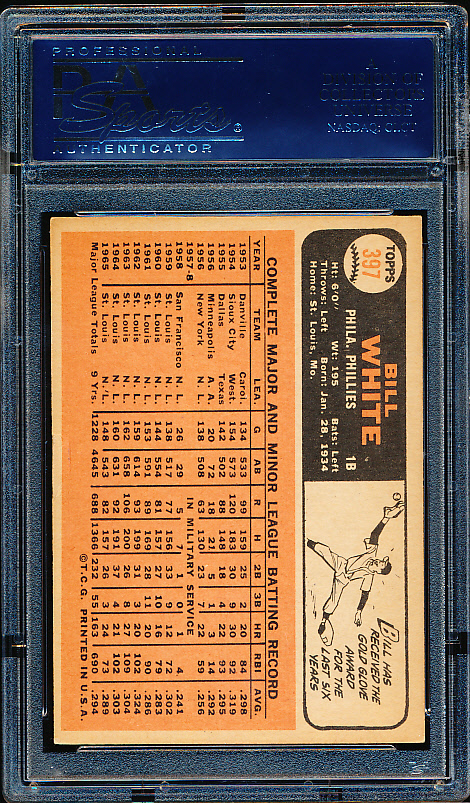 PROFESSIONAL
PSA
Sports
®
AUTHENTICATOR
A
DIVISION OF
COLLECTORS
UNIVERSE
NASDAQ: CLCT
TOPPS
397
BILL
WHITE 1B
PHILA. PHILLIES
Ht: 6'0" Wt: 195 Bats: Left
Throws: Left Born: Jan. 28, 1934
Home: St. Louis, Mo.
BILL HAS
RECEIVED THE
GOLD GLOVE
AWARD
FOR THE
LAST SIX
YEARS
COMPLETE MAJOR AND MINOR LEAGUE BATTING RECORD
YEAR TEAM LEA. G AB R H 2B 3B HR RBI AVG.
1953 Danville Carol. 134 533 99 159 25 2 20 84 .298
1954 Sioux City West. 154 573 120 183 30 9 30 92 .319
1955 Dallas Texas 142 502 88 148 18 4 22 93 .295
1956 Minneapolis A. A. 20 72 18 21 3 1 4 12 .292
1956 New York N. L. 138 508 63 130 23 7 22 59 .256
1957-8 IN MILITARY SERVICE
1958 San Francisco N. L. 26 29 5 7 1 0 1 4 .241
1959 St. Louis N. L. 138 517 77 156 33 9 12 72 .302
1960 St. Louis N. L. 144 554 81 157 27 10 16 79 .283
1961 St. Louis N. L. 153 591 89 169 28 11 20 90 .286
1962 St. Louis N. L. 159 614 93 199 31 3 20 102 .324
1963 St. Louis N. L. 162 658 106 200 26 8 27 109 .304
1964 St. Louis N. L. 160 631 92 191 37 4 21 102 .303
1965 St. Louis N. L. 148 543 82 157 26 3 24 73 .289
Major League Totals 9 Yrs. 1228 4645 688 1366 232 55 163 690 .294
©T.C.G. PRINTED IN U.S.A.